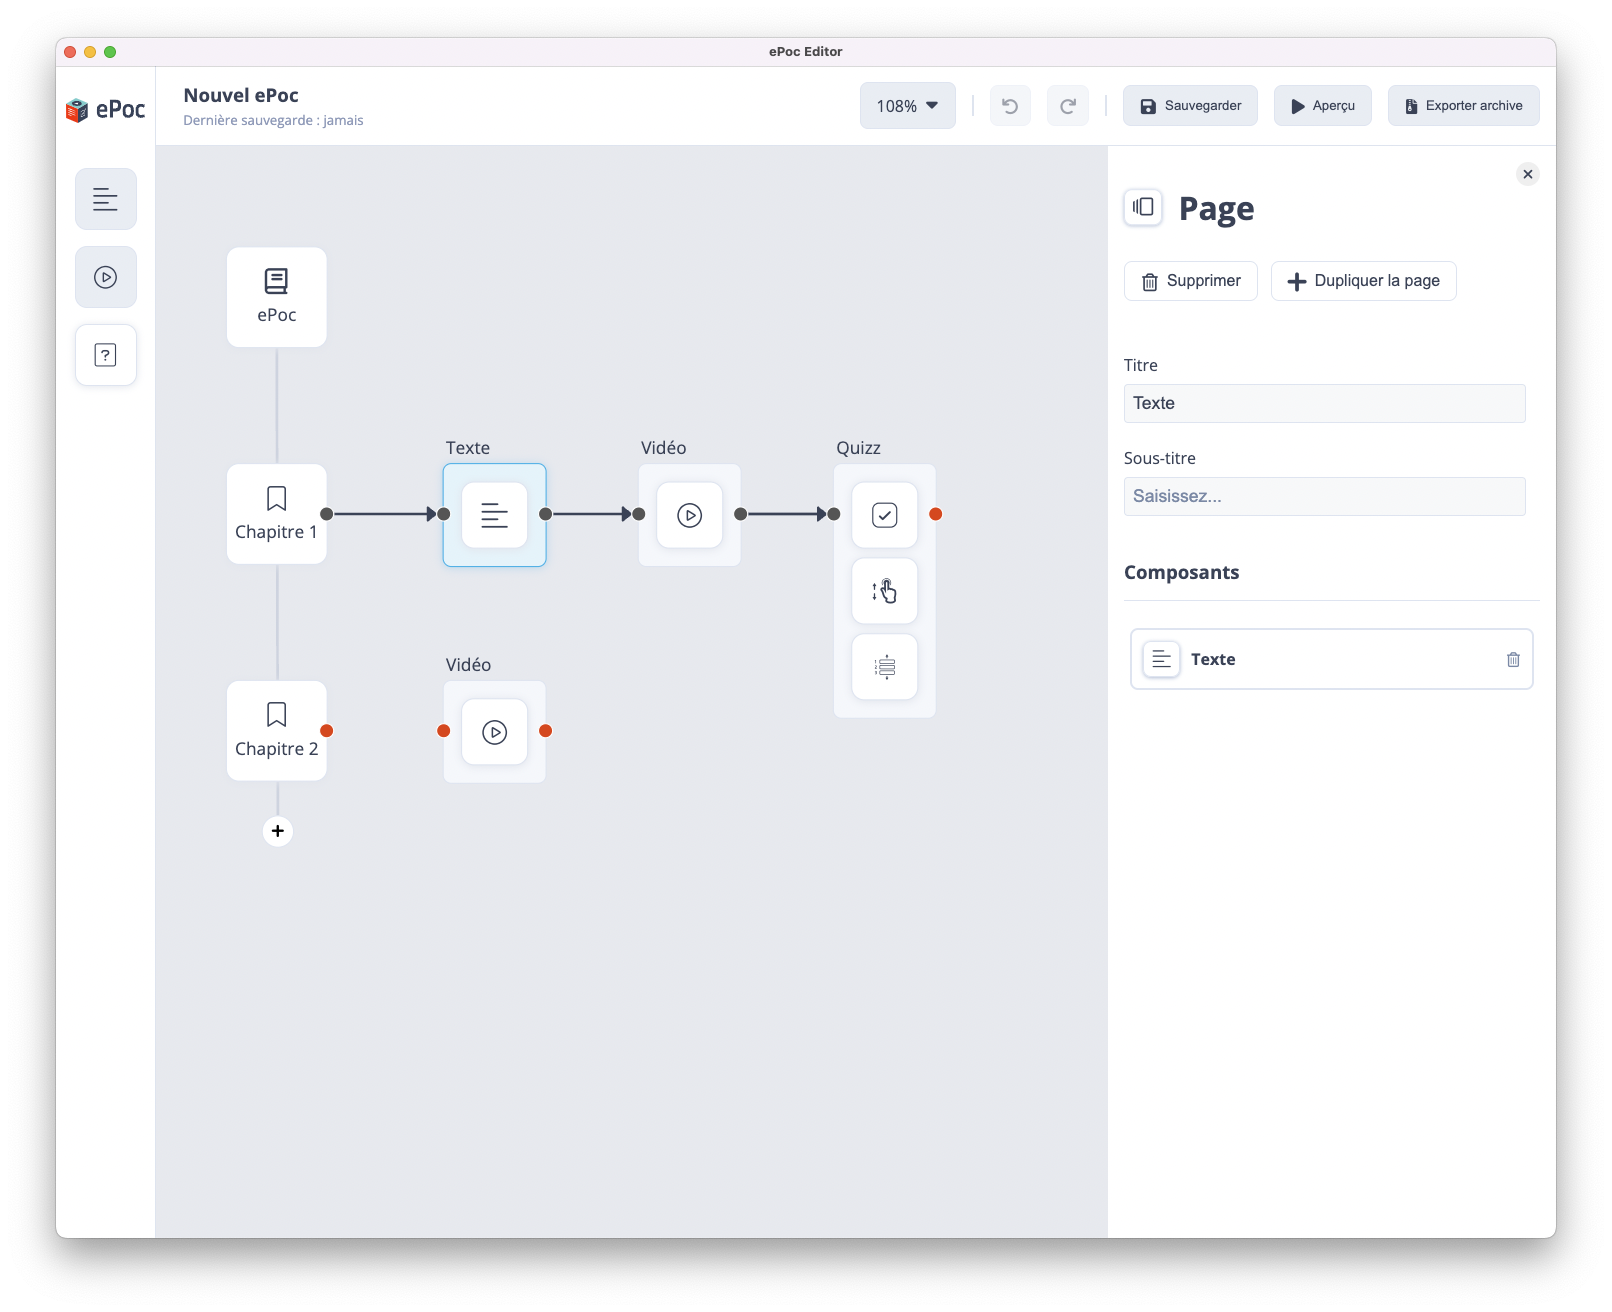 ePoc Editor
ePoc
Nouvel ePoc
Dernière sauvegarde : jamais
108%
Sauvegarder
Aperçu
Exporter archive
ePoc
Texte
Vidéo
Quizz
Chapitre 1
Vidéo
Chapitre 2
Page
Supprimer
Dupliquer la page
Titre
Texte
Sous-titre
Saisissez...
Composants
Texte